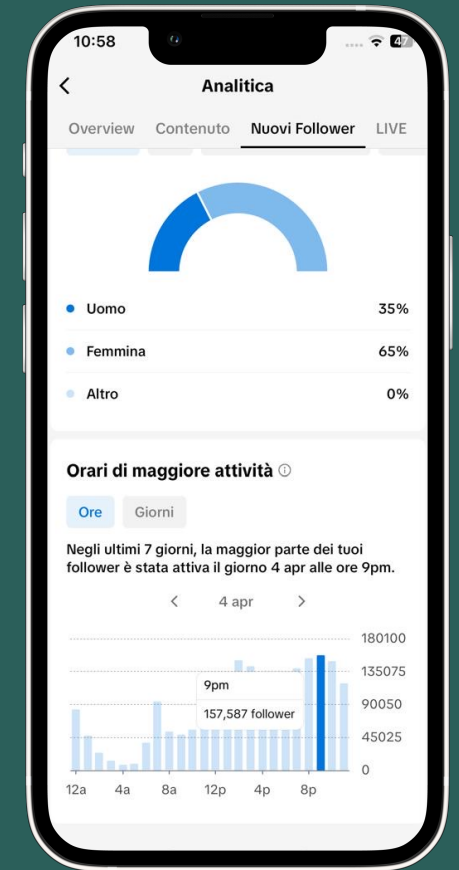 10:58
47
Analitica
Overview Contenuto Nuovi Follower LIVE
Uomo 35%
Femmina 65%
Altro 0%
Orari di maggiore attività
Ore Giorni
Negli ultimi 7 giorni, la maggior parte dei tuoi
follower è stata attiva il giorno 4 apr alle ore 9pm.
4 apr
180100
135075
90050
45025
0
9pm
157,587 follower
12a 4a 8a 12p 4p 8p